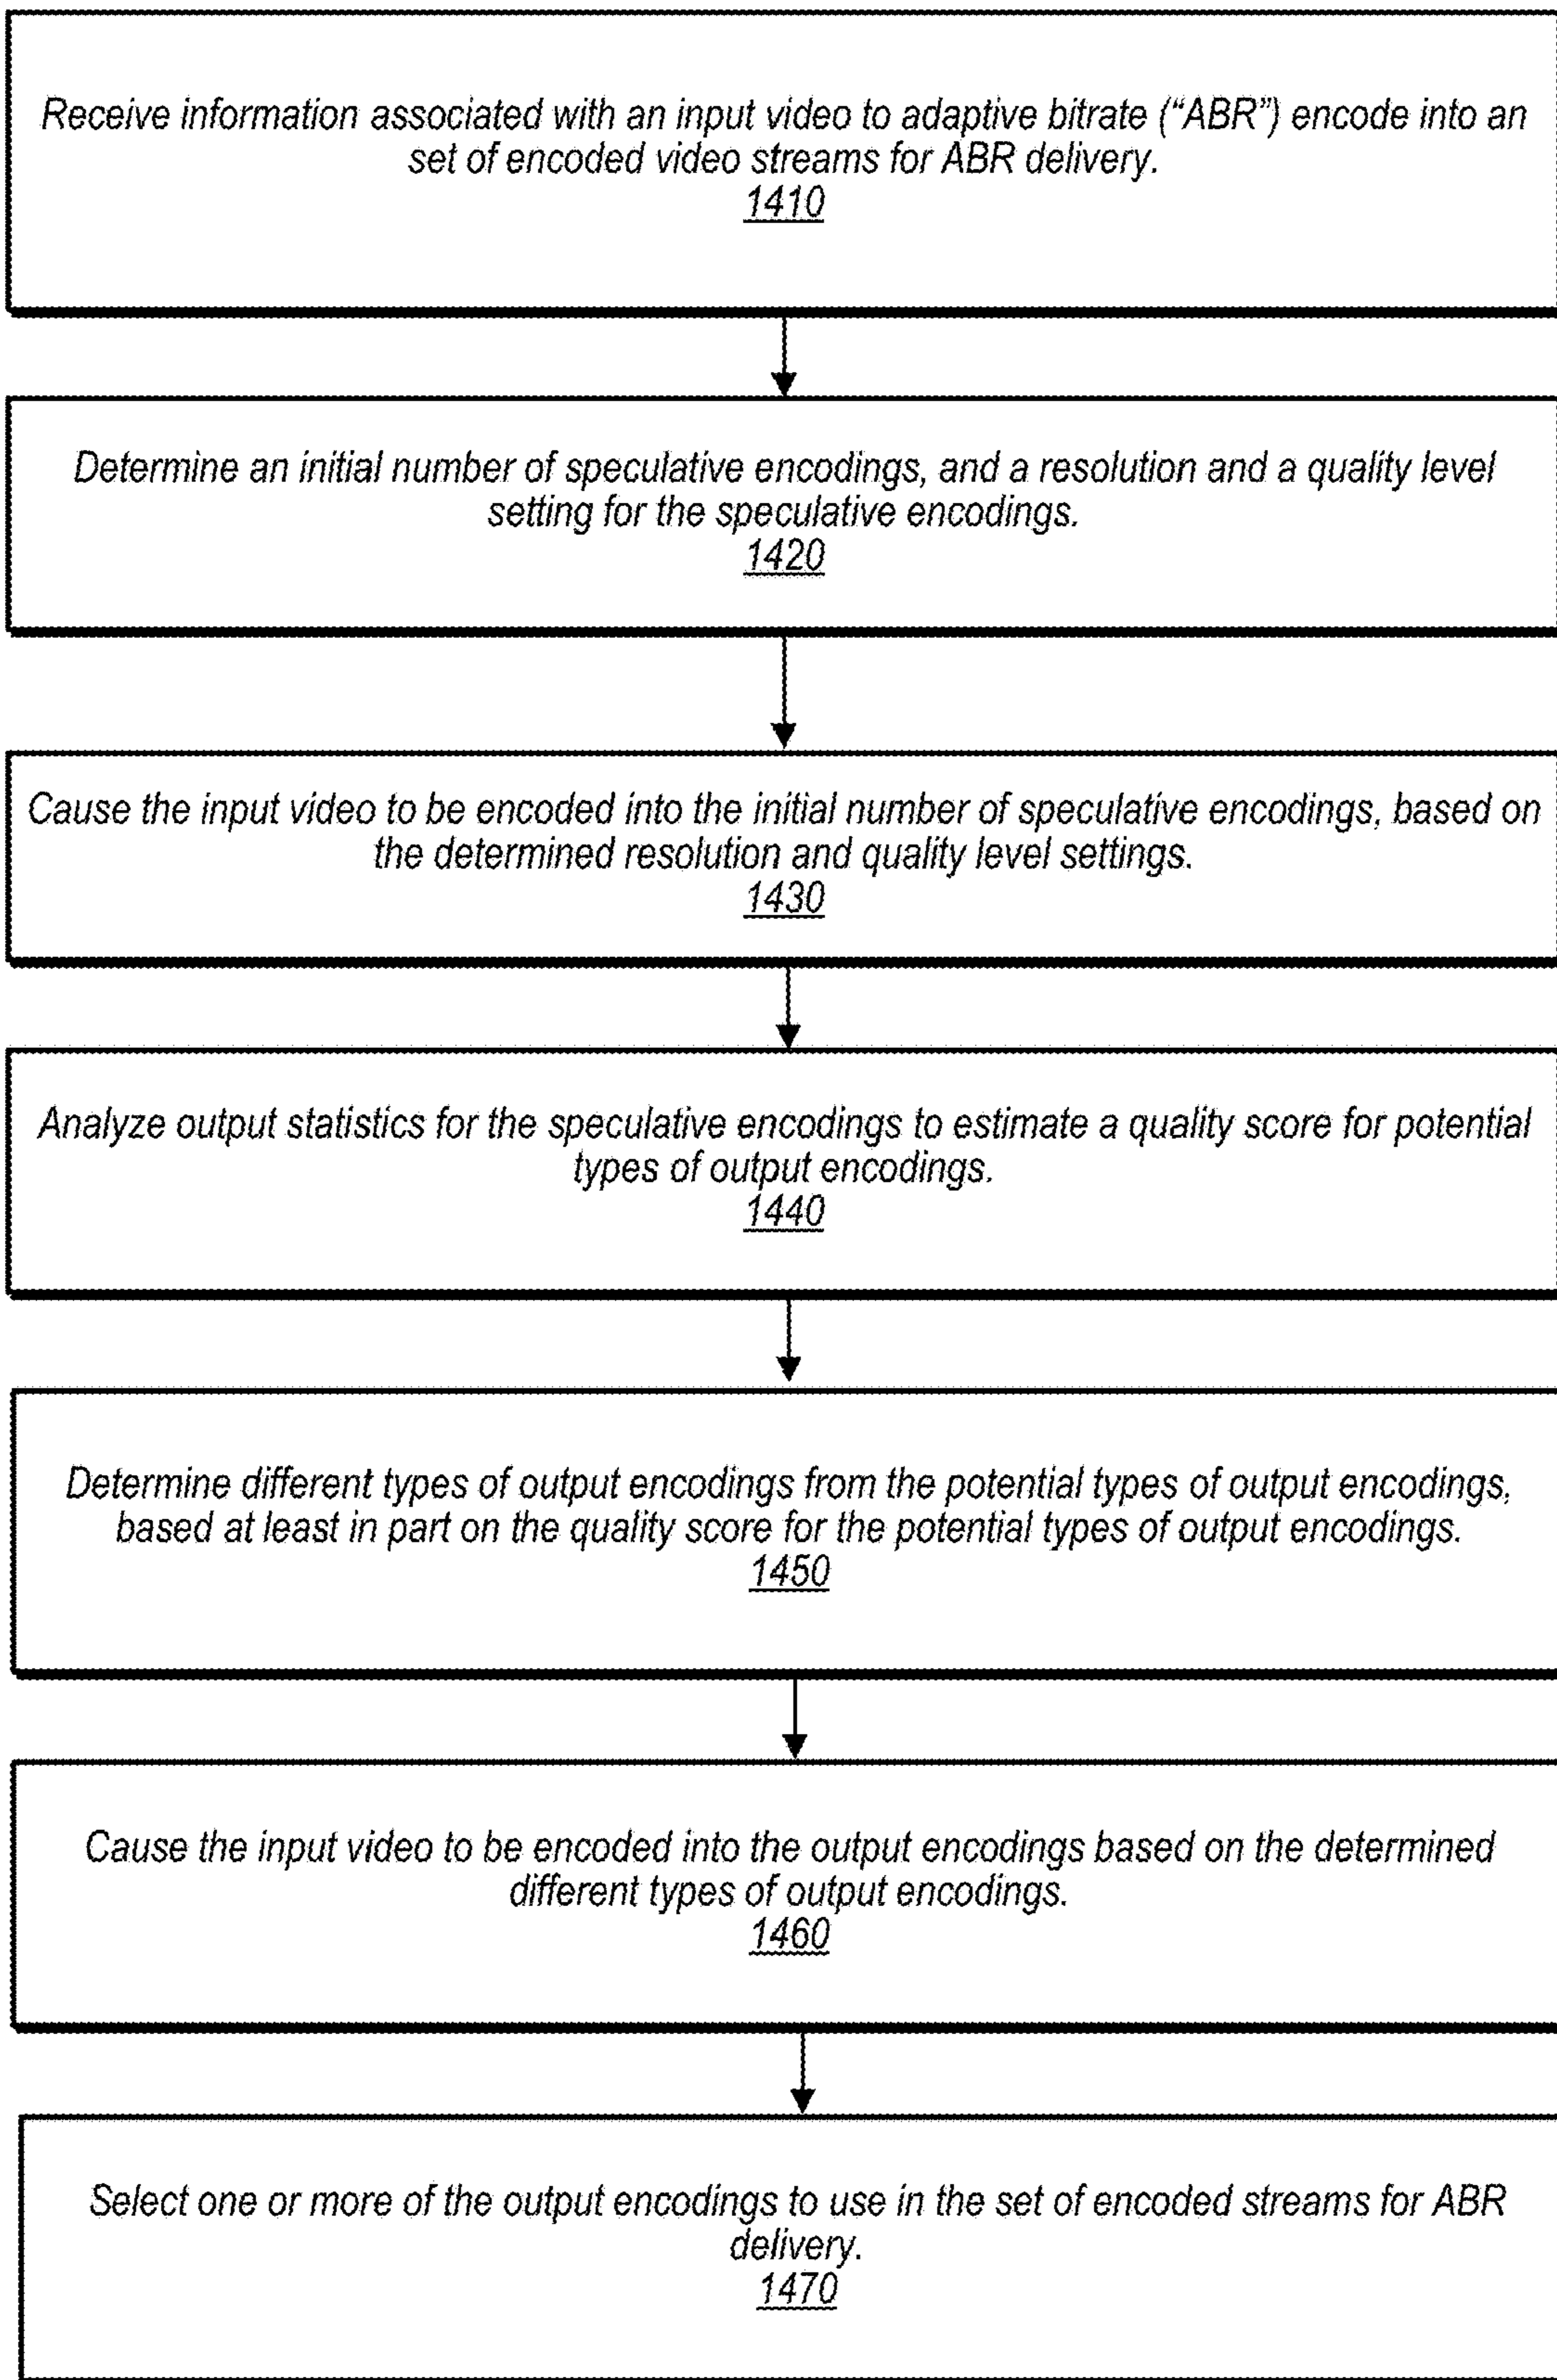 Receive information associated with an input video to adaptive bitrate (“ABR”) encode into an
set of encoded video streams for ABR delivery.
1410
Determine an initial number of speculative encodings, and a resolution and a quality level
setting for the speculative encodings.
1420
Cause the input video to be encoded into the initial number of speculative encodings, based on
the determined resolution and quality level settings.
1430
Analyze output statistics for the speculative encodings to estimate a quality score for potential
types of output encodings.
1440
Determine different types of output encodings from the potential types of output encodings,
based at least in part on the quality score for the potential types of output encodings.
1450
Cause the input video to be encoded into the output encodings based on the determined
different types of output encodings.
1460
Select one or more of the output encodings to use in the set of encoded streams for ABR
delivery.
1470